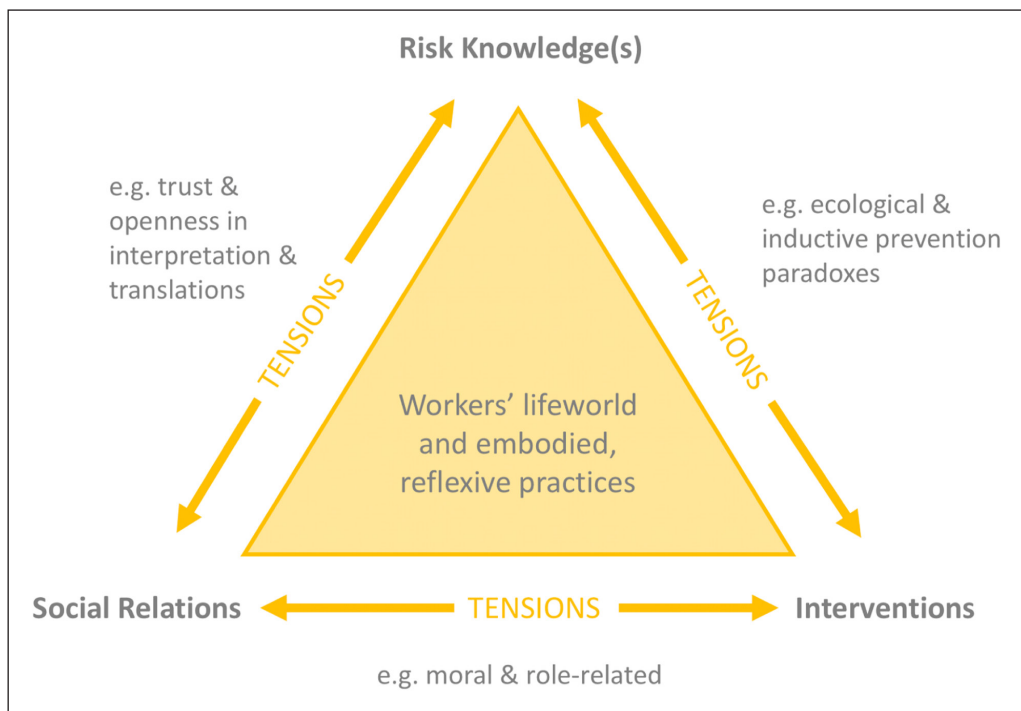 Risk Knowledge(s)
e.g. trust &
openness in
interpretation &
translations
TENSIONS
e.g. ecological &
inductive prevention
paradoxes
TENSIONS
Workers’ lifeworld
and embodied,
reflexive practices
Social Relations
TENSIONS
Interventions
e.g. moral & role-related